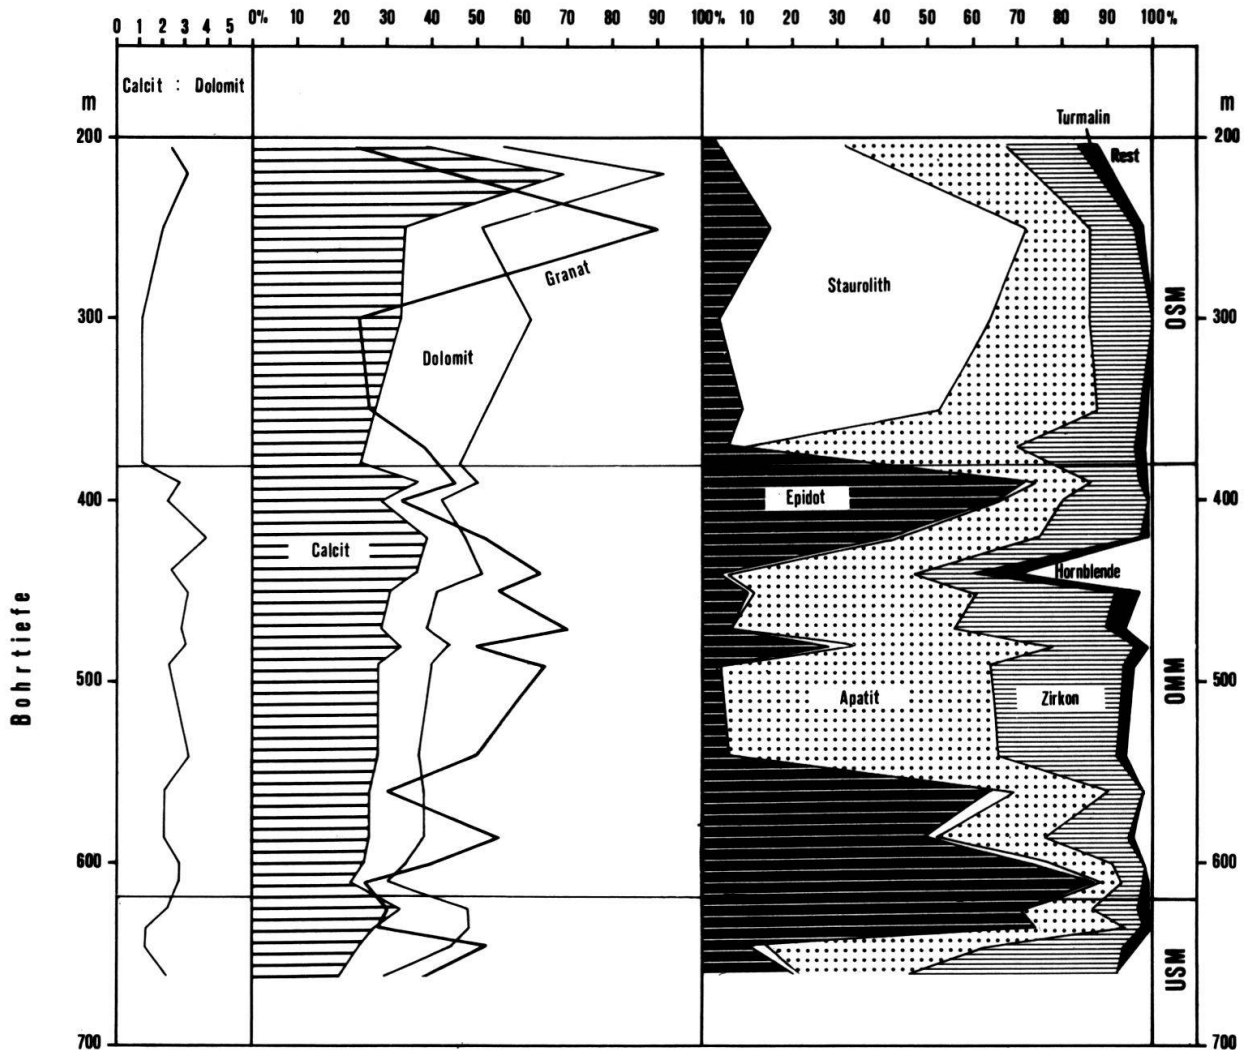 0 1 2 3 4 5 0% 10 20 30 40 50 60 70 80 90 100% 10 20 30 40 50 60 70 80 90 100%
Calcit : Dolomit
m m
Turmalin
200 200
Rest
Granat
Staurolith
OSM
300 300
Dolomit
400 Epidot 400
Calcit
Hornblende
Bohrtiefe
500 500
Apatit Zirkon
OMM
600 600
USM
700 700